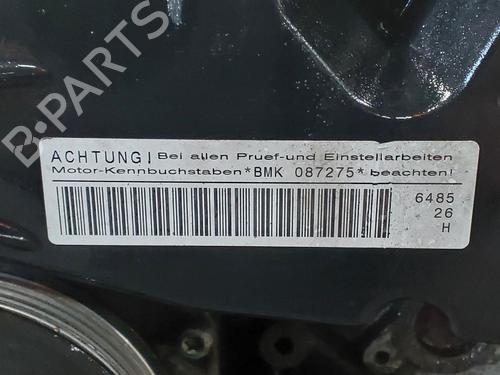 B-PARTS
ACHTUNG! Bei allen Pruef-und Einstellarbeiten
Motor-Kennbuchstaben *BMK 087275* beachten!
6485
26
H